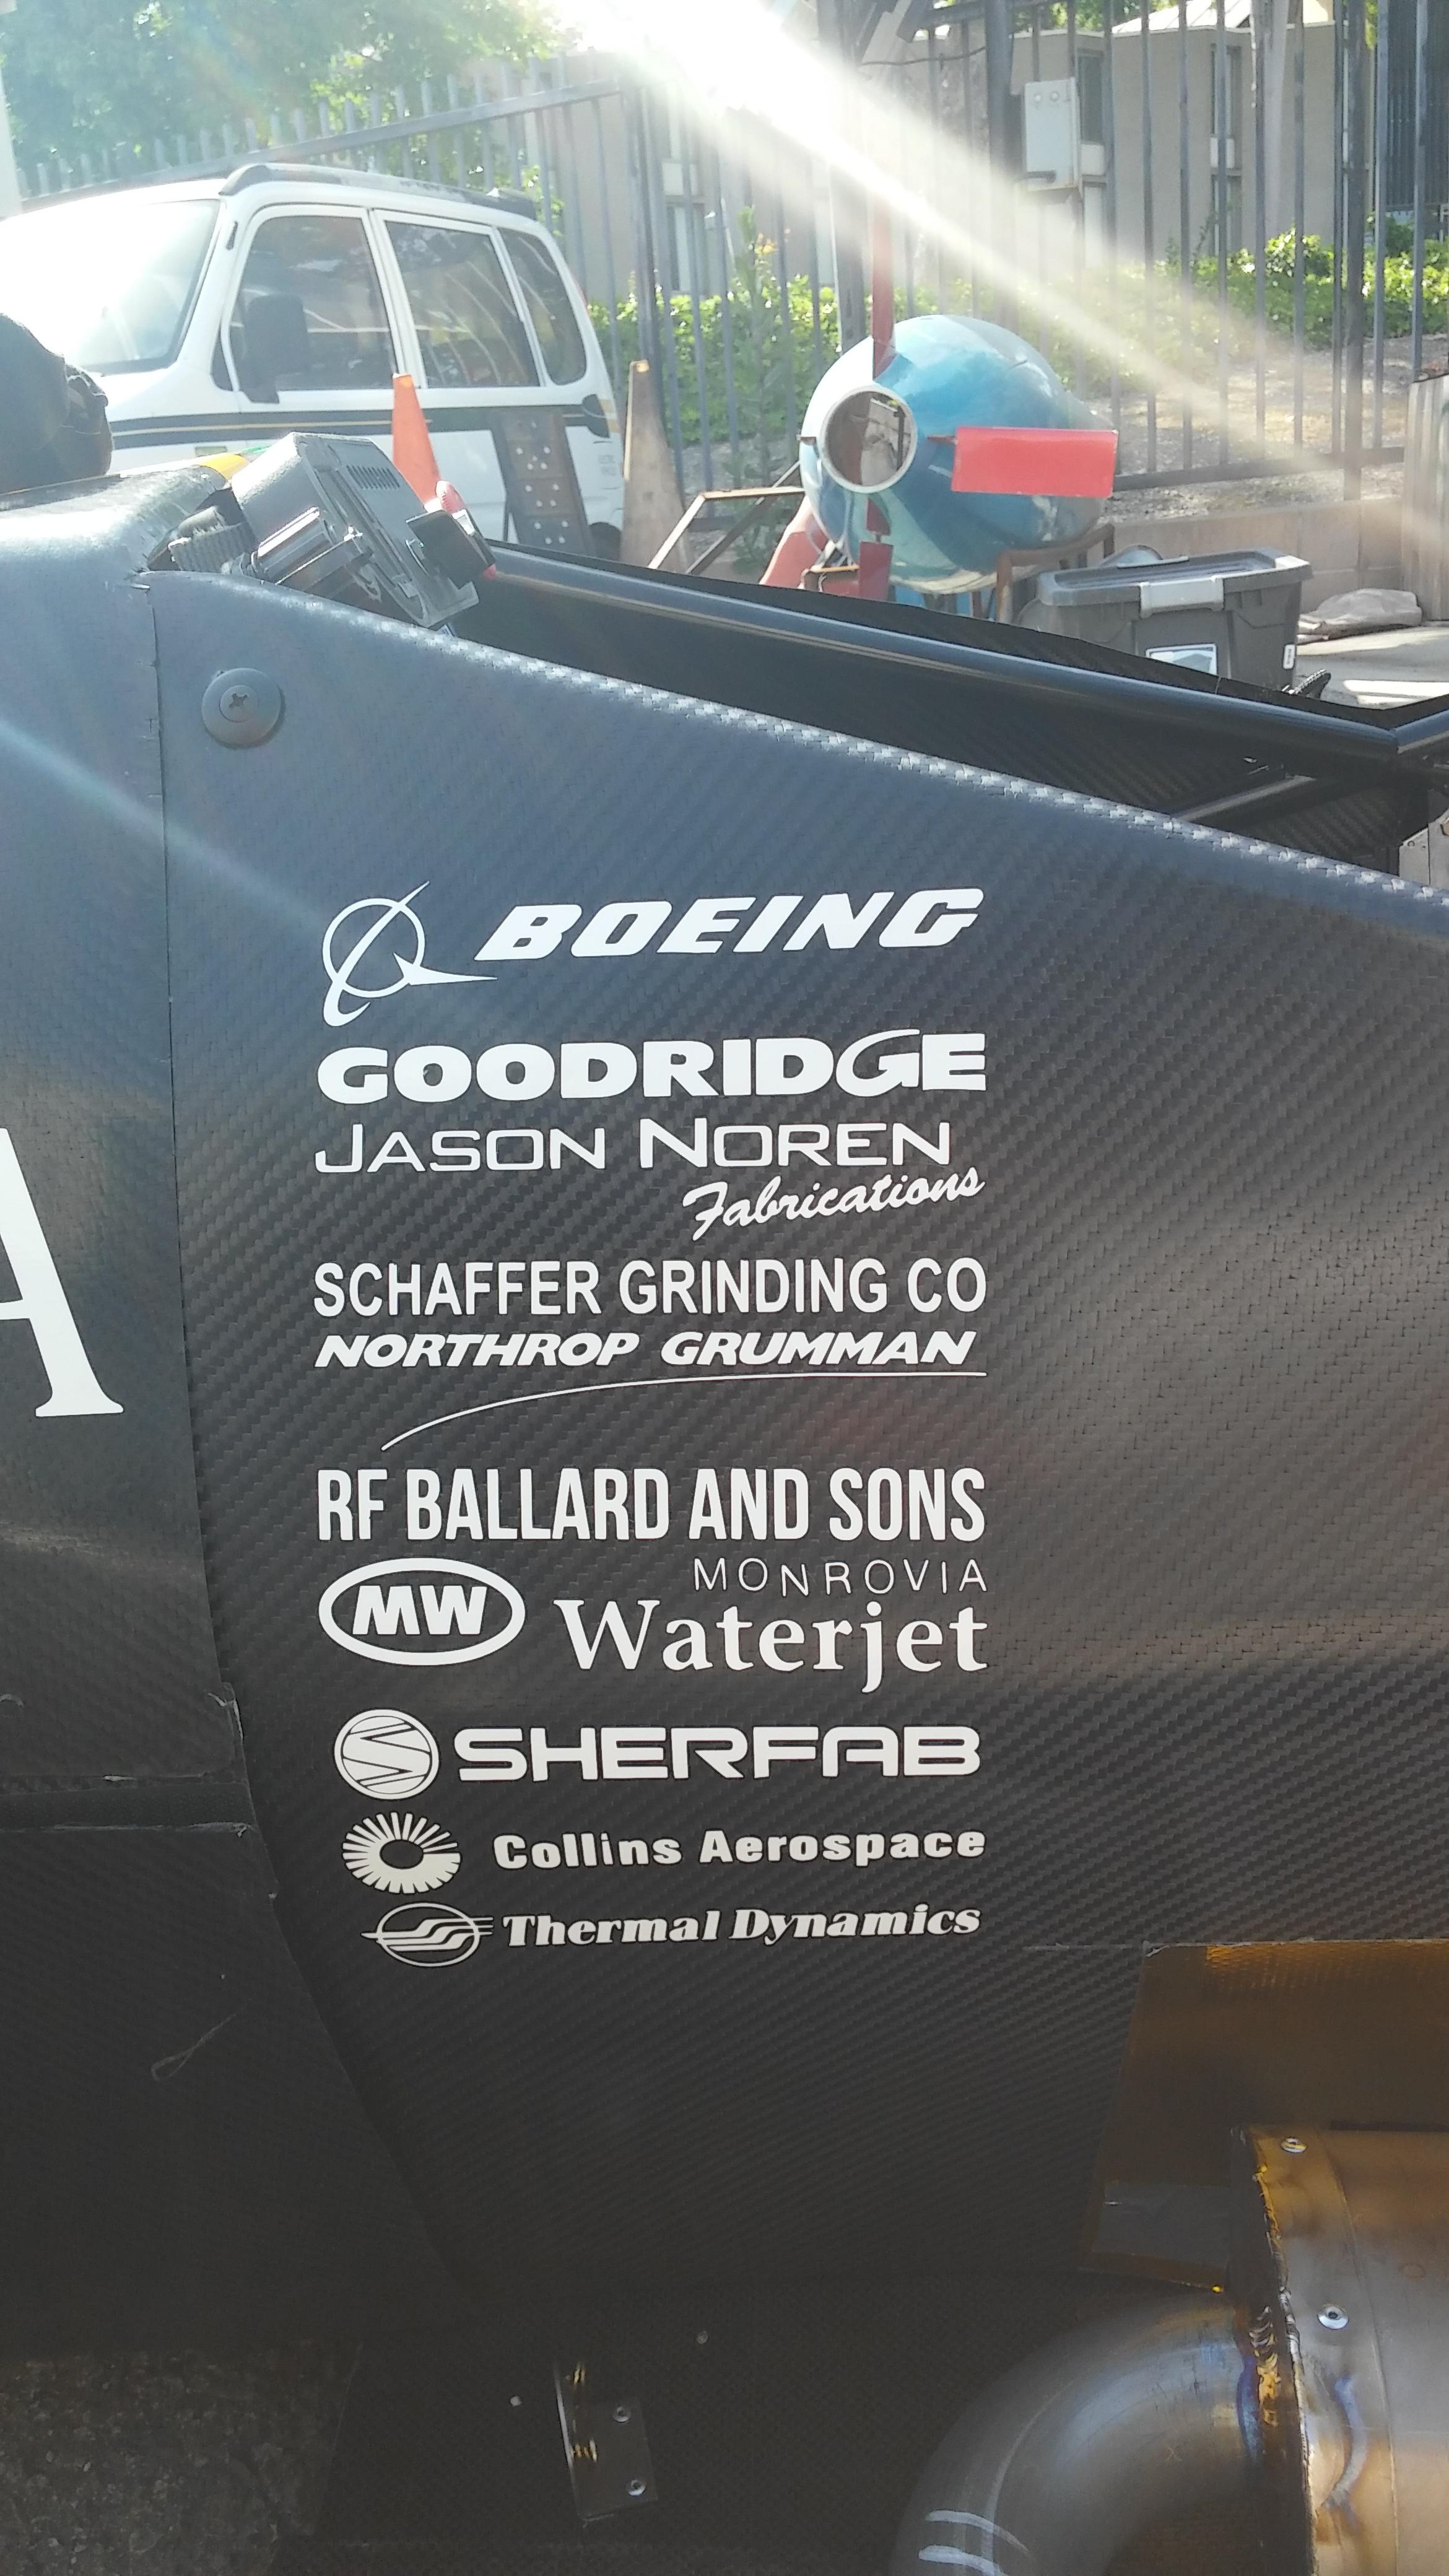 BOEING
GOODRIDGE
JASON NOREN
Fabrications
SCHAFFER GRINDING CO
NORTHROP GRUMMAN
RF BALLARD AND SONS
MW
MONROVIA
Waterjet
SHERFAB
Collins Aerospace
Thermal Dynamics
A